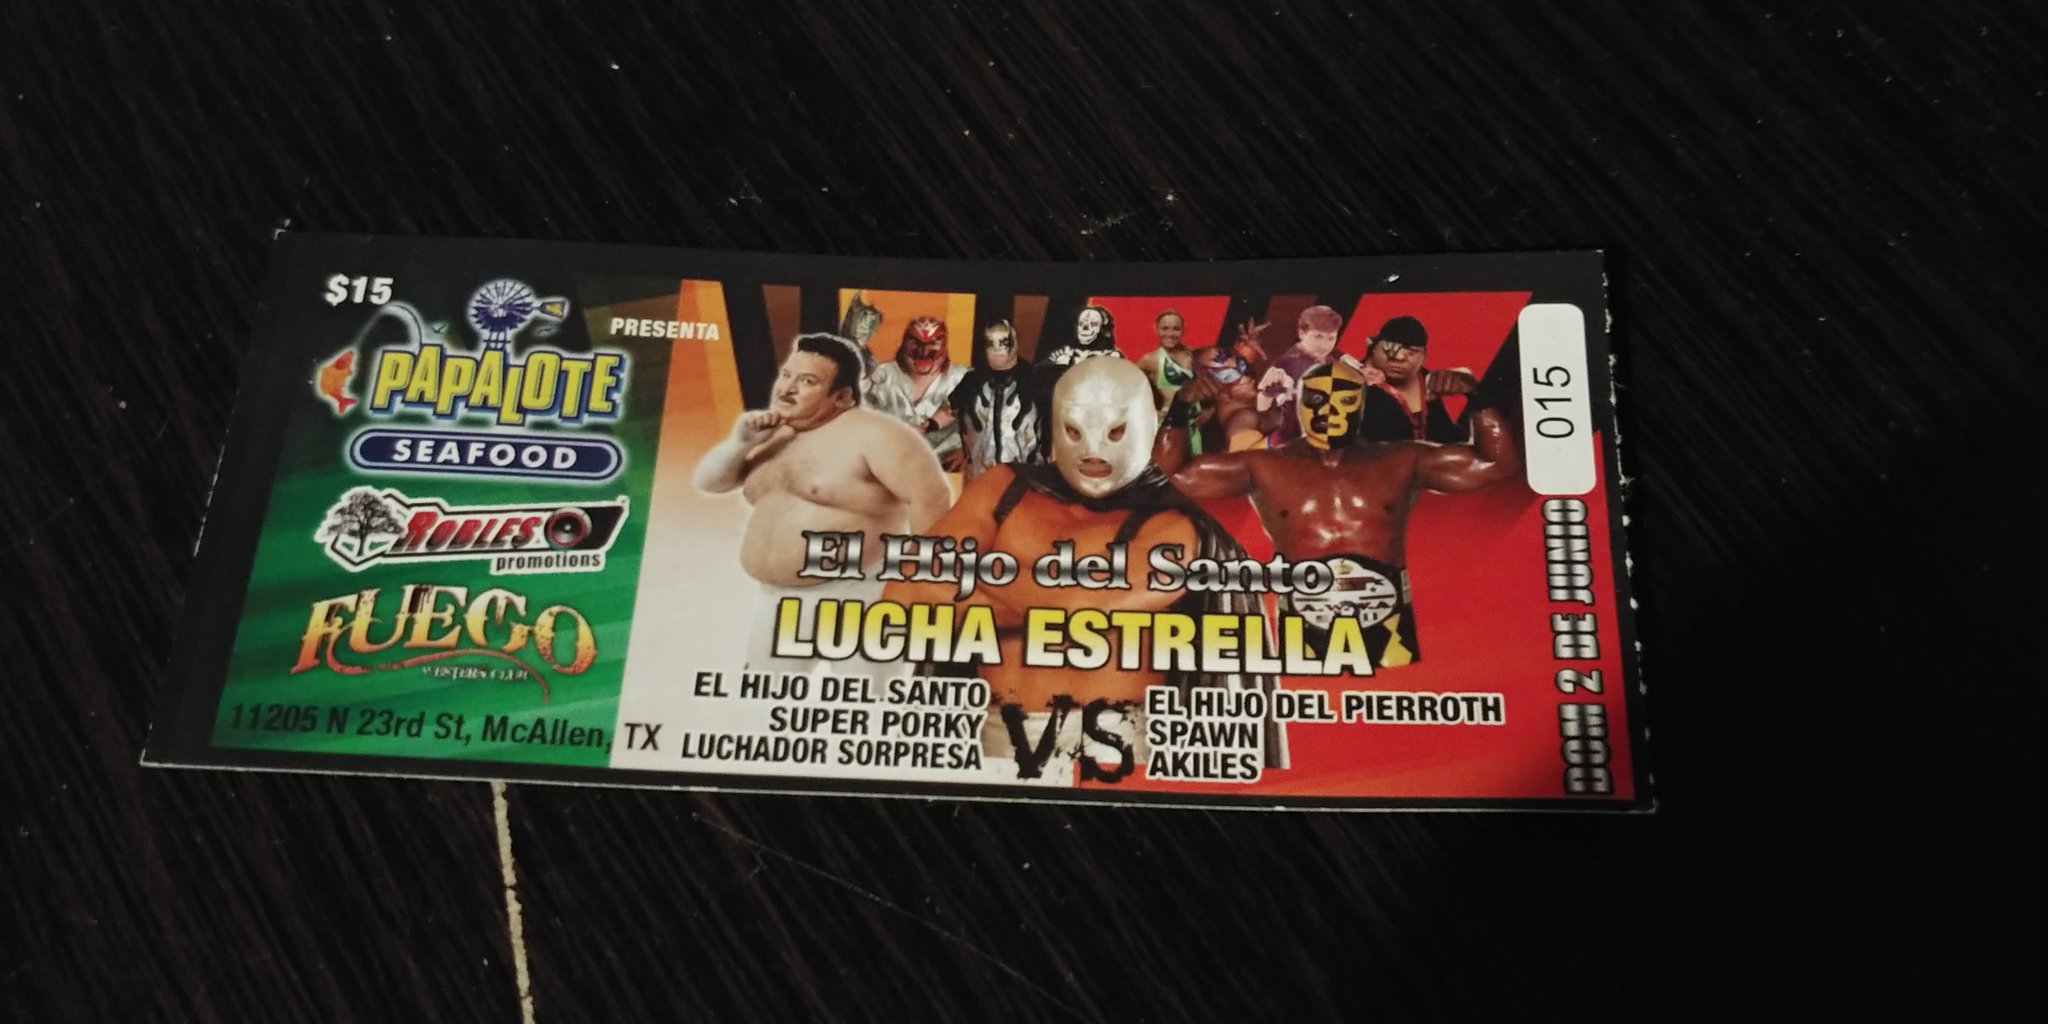 $15
PAPALOTE
SEAFOOD
ROBLES
promotions
FUEGO
WESTERN CLUB
11205 N 23rd St, McAllen, TX
PRESENTA
El Hijo del Santo
LUCHA ESTRELLA
EL HIJO DEL SANTO
SUPER PORKY
LUCHADOR SORPRESA
VS
EL HIJO DEL PIERROTH
SPAWN
AKILES
015
DOM 2 DE JUNIO